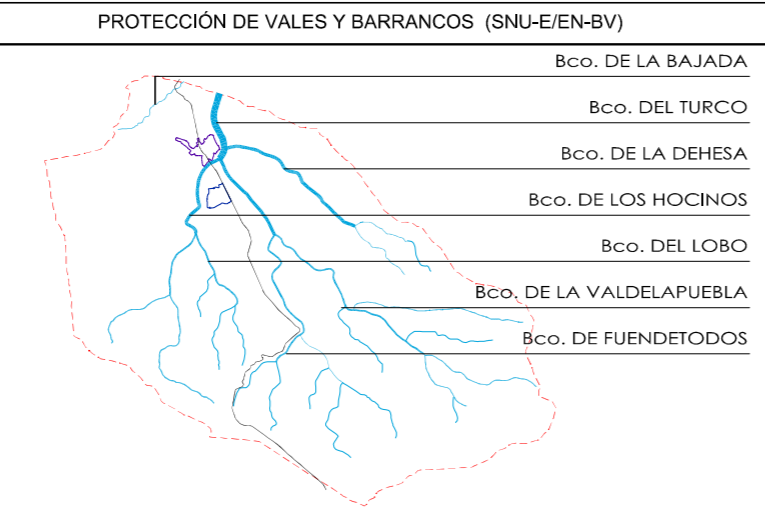 PROTECCIÓN DE VALES Y BARRANCOS (SNU-E/EN-BV)
Bco. DE LA BAJADA
Bco. DEL TURCO
Bco. DE LA DEHESA
Bco. DE LOS HOCINOS
Bco. DEL LOBO
Bco. DE LA VALDELAPUEBLA
Bco. DE FUENDETODOS